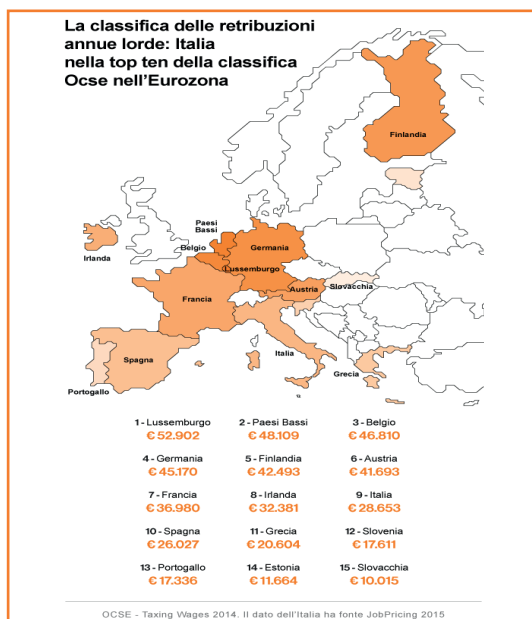 La classifica delle retribuzioni
annue lorde: Italia
nella top ten della classifica
Ocse nell'Eurozona
Finlandia
Paesi
Bassi
Irlanda
Belgio
Germania
Lussemburgo
Austria
Slovacchia
Francia
Italia
Spagna
Grecia
Portogallo
1 - Lussemburgo
€ 52.902
2 - Paesi Bassi
€ 48.109
3 - Belgio
€ 46.810
4 - Germania
€ 45.170
5 - Finlandia
€ 42.493
6 - Austria
€ 41.693
7 - Francia
€ 36.980
8 - Irlanda
€ 32.381
9 - Italia
€ 28.653
10 - Spagna
€ 26.027
11 - Grecia
€ 20.604
12 - Slovenia
€ 17.611
13 - Portogallo
€ 17.336
14 - Estonia
€ 11.664
15 - Slovacchia
€ 10.015
OCSE - Taxing Wages 2014. Il dato dell'Italia ha fonte JobPricing 2015